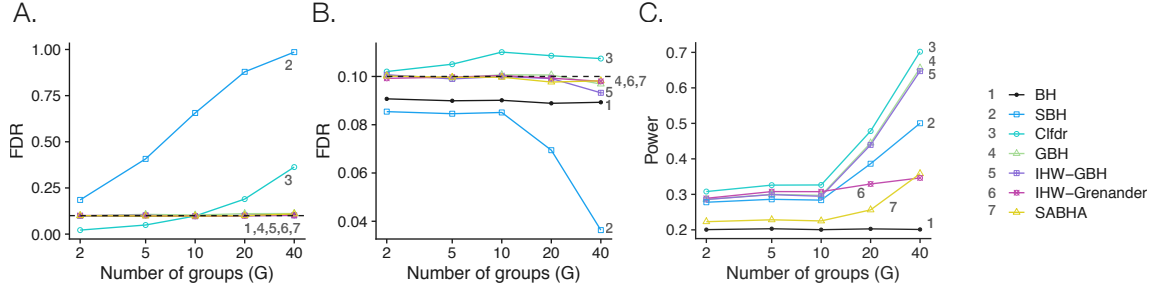 A.
B.
C.
FDR
1.00
0.75
0.50
0.25
0.00
2
3
1,4,5,6,7
2 5 10 20 40
Number of groups (G)
FDR
0.10
0.08
0.06
0.04
3
4,6,7
5
1
2
2 5 10 20 40
Number of groups (G)
Power
0.7
0.6
0.5
0.4
0.3
0.2
3
4
5
2
6
7
1
2 5 10 20 40
Number of groups (G)
1 BH
2 SBH
3 Clfdr
4 GBH
5 IHW−GBH
6 IHW−Grenander
7 SABHA